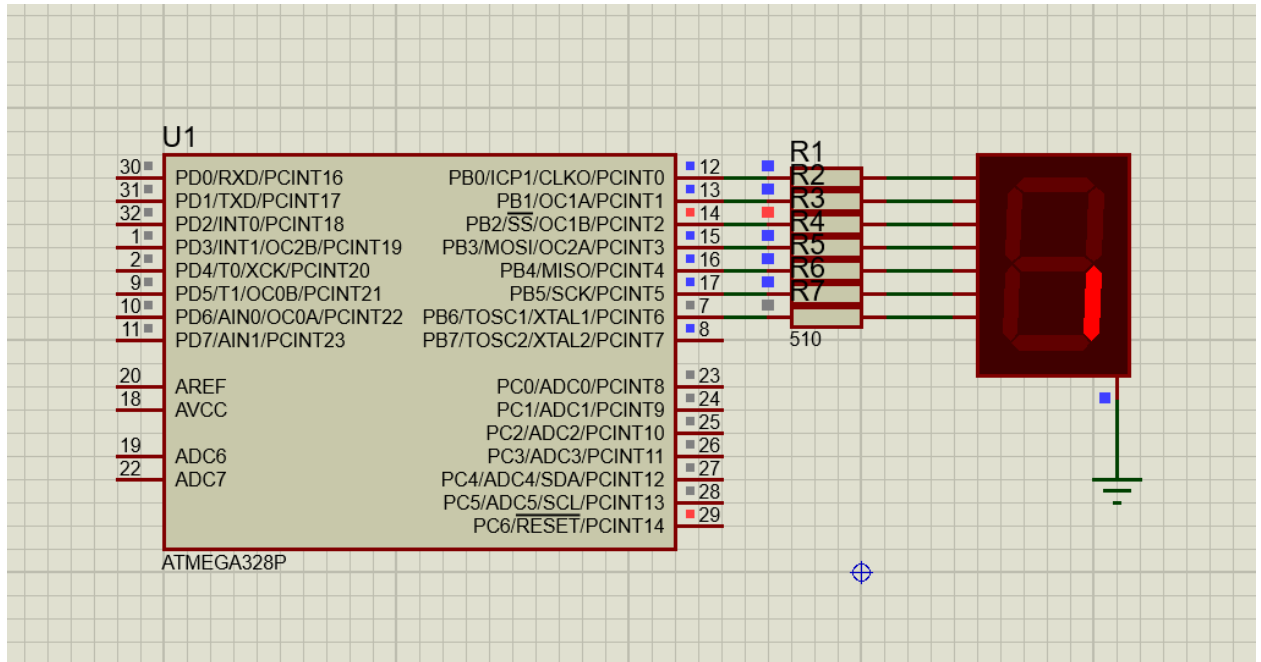 U1
30 PD0/RXD/PCINT16
31 PD1/TXD/PCINT17
32 PD2/INT0/PCINT18
1 PD3/INT1/OC2B/PCINT19
2 PD4/T0/XCK/PCINT20
9 PD5/T1/OC0B/PCINT21
10 PD6/AIN0/OC0A/PCINT22
11 PD7/AIN1/PCINT23
20 AREF
18 AVCC
19 ADC6
22 ADC7
PB0/ICP1/CLKO/PCINT0 12
PB1/OC1A/PCINT1 13
PB2/SS/OC1B/PCINT2 14
PB3/MOSI/OC2A/PCINT3 15
PB4/MISO/PCINT4 16
PB5/SCK/PCINT5 17
PB6/TOSC1/XTAL1/PCINT6 7
PB7/TOSC2/XTAL2/PCINT7 8
PC0/ADC0/PCINT8 23
PC1/ADC1/PCINT9 24
PC2/ADC2/PCINT10 25
PC3/ADC3/PCINT11 26
PC4/ADC4/SDA/PCINT12 27
PC5/ADC5/SCL/PCINT13 28
PC6/RESET/PCINT14 29
ATMEGA328P
R1
R2
R3
R4
R5
R6
R7
510